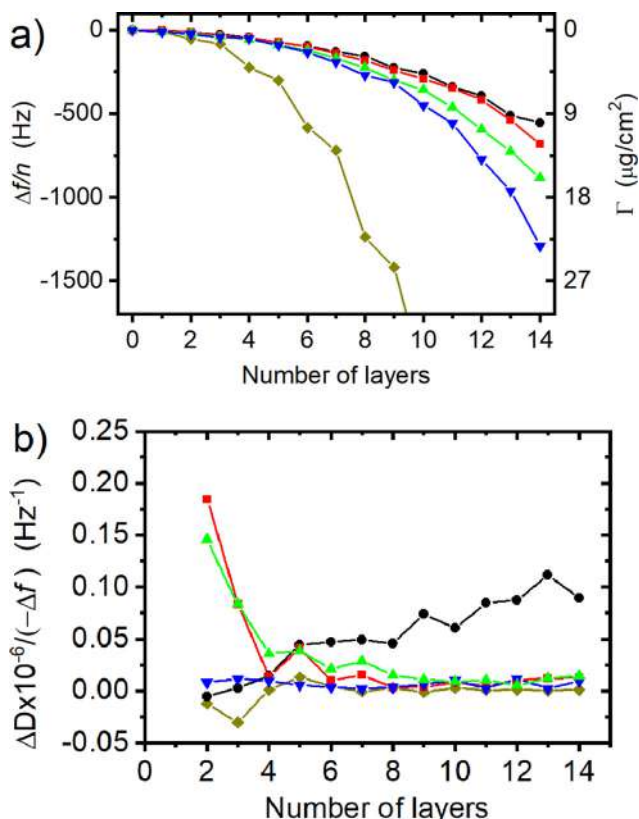 a)
0
-500
-1000
-1500
Δf/n (Hz)
0
9
18
27
Γ (μg/cm²)
0 2 4 6 8 10 12 14
Number of layers
b)
0.25
0.20
0.15
0.10
0.05
0.00
-0.05
ΔDx10⁻⁶/(−Δf ) (Hz⁻¹)
0 2 4 6 8 10 12 14
Number of layers